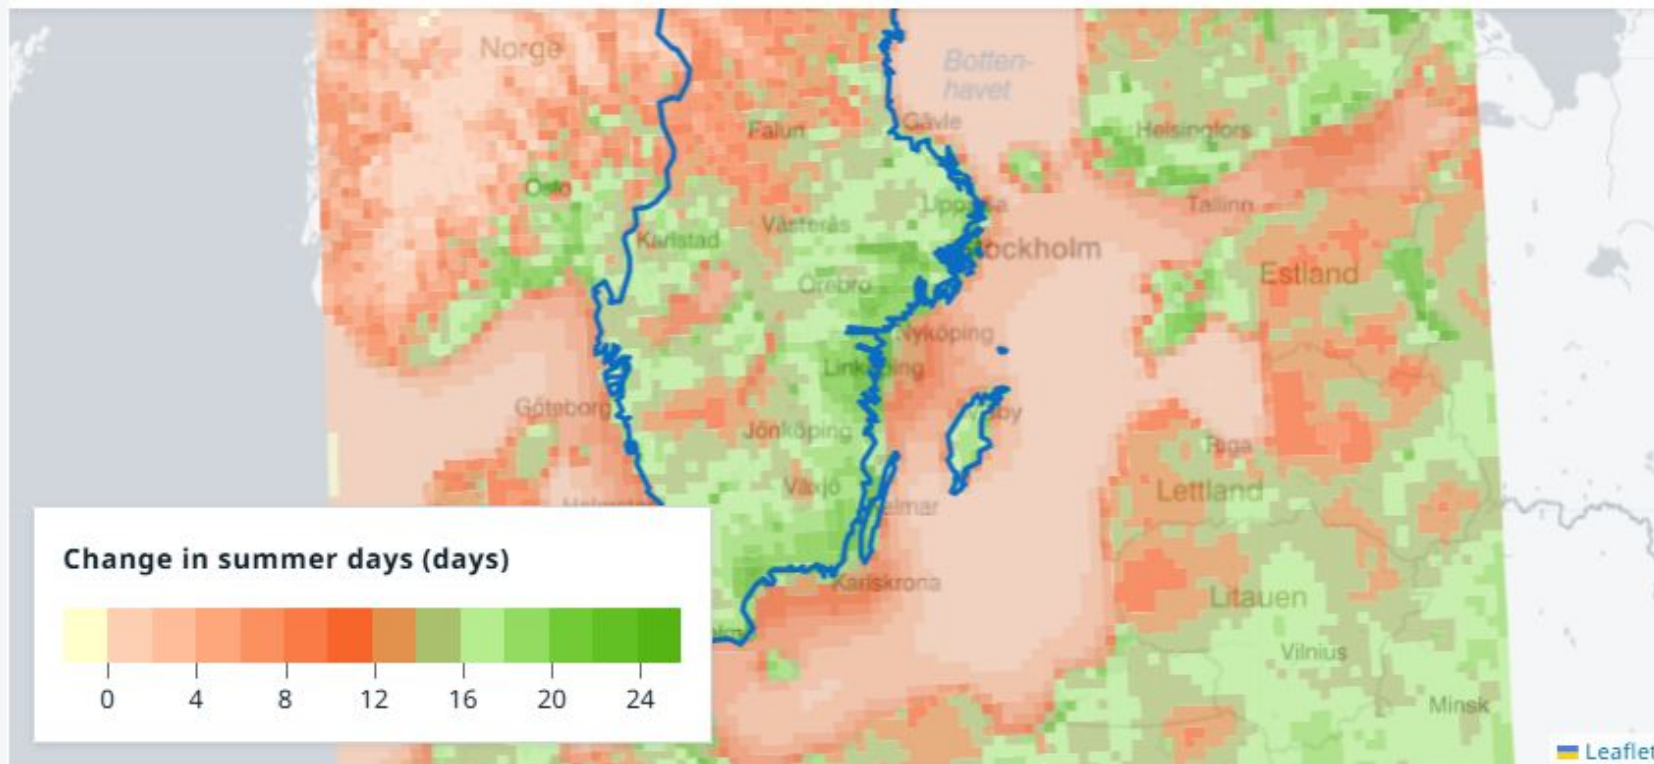 Norge
Botten-
havet
Gävle
Falun
Helsingfors
Oslo
Uppsala
Tallinn
Västerås
Karlstad
Stockholm
Estland
Örebro
Nyköping
Linköping
Göteborg
Visby
Jönköping
Riga
Växjö
Lettland
Halmstad
Kalmar
Change in summer days (days)
Karlskrona
Litauen
Vilnius
0 4 8 12 16 20 24
Minsk
Leaflet